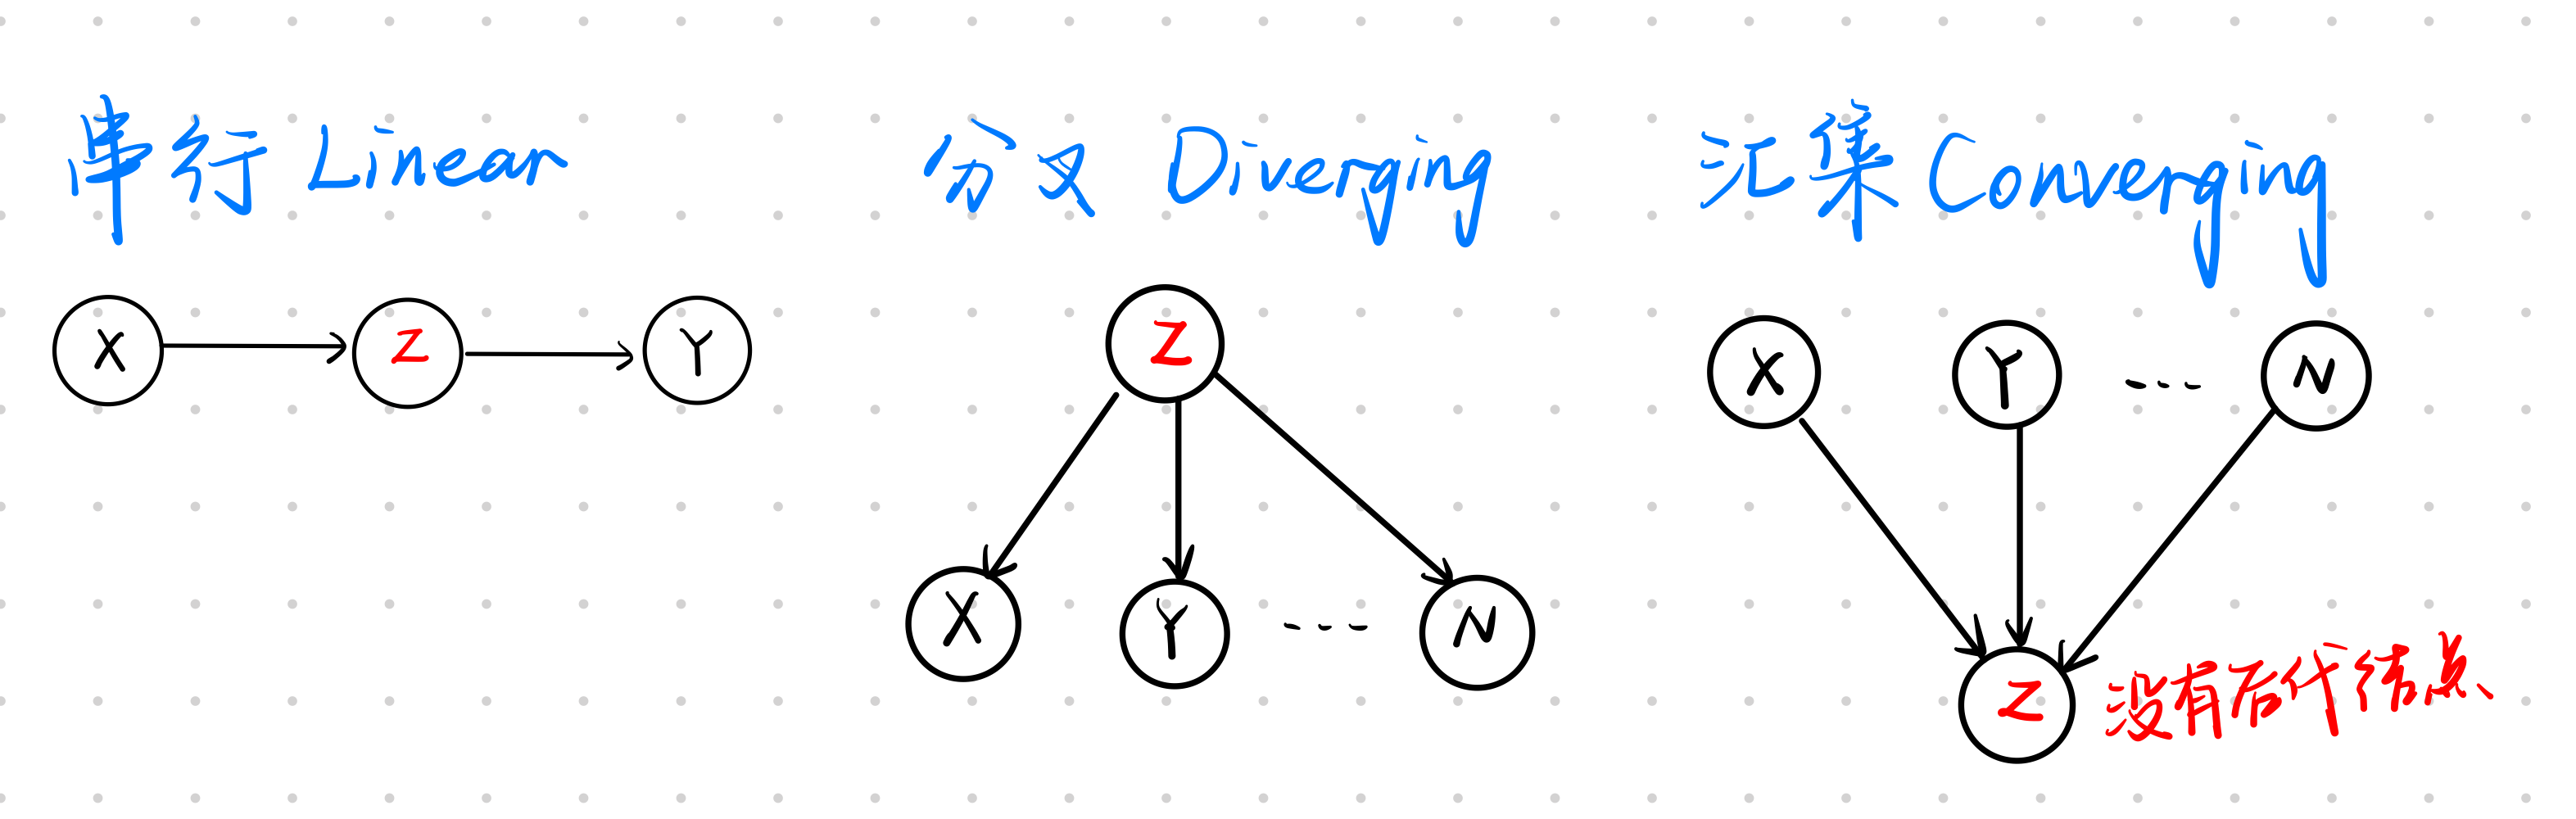 串行 Linear
X Z Y
分叉 Diverging
Z
X Y ... N
汇集 Converging
X Y ... N
Z 没有后代结点